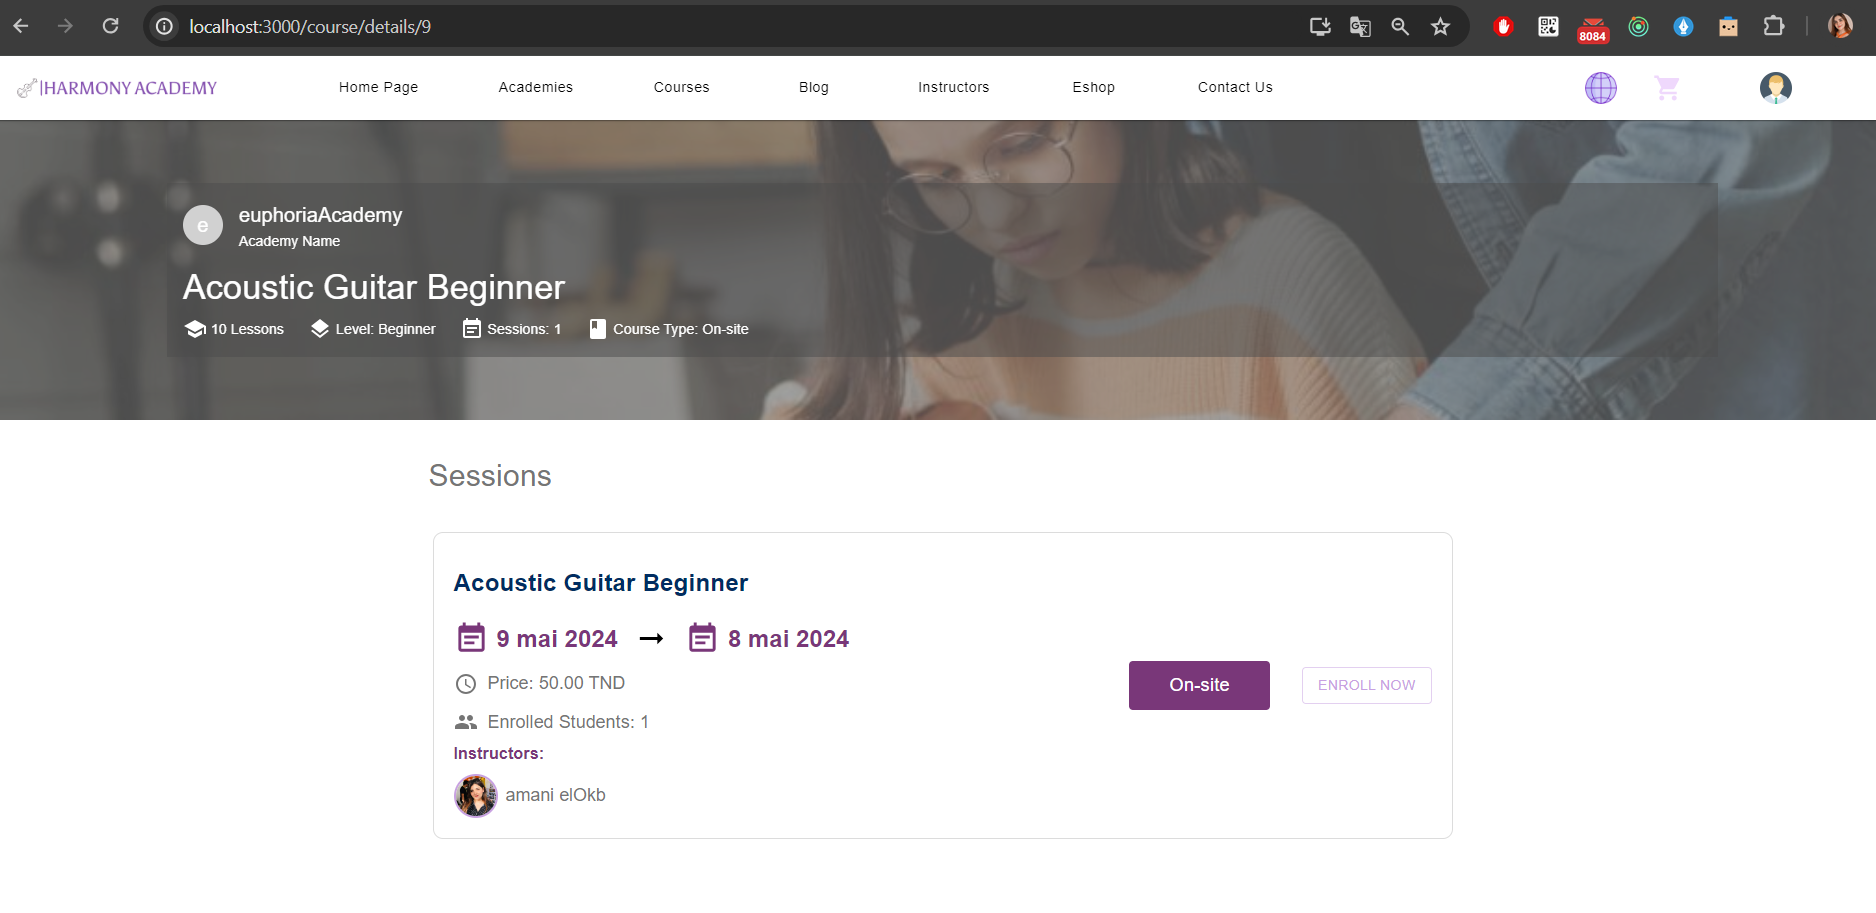 localhost:3000/course/details/9
8084
HARMONY ACADEMY
Home Page
Academies
Courses
Blog
Instructors
Eshop
Contact Us
e
euphoriaAcademy
Academy Name
Acoustic Guitar Beginner
10 Lessons
Level: Beginner
Sessions: 1
Course Type: On-site
Sessions
Acoustic Guitar Beginner
9 mai 2024
8 mai 2024
Price: 50.00 TND
Enrolled Students: 1
On-site
ENROLL NOW
Instructors:
amani elOkb